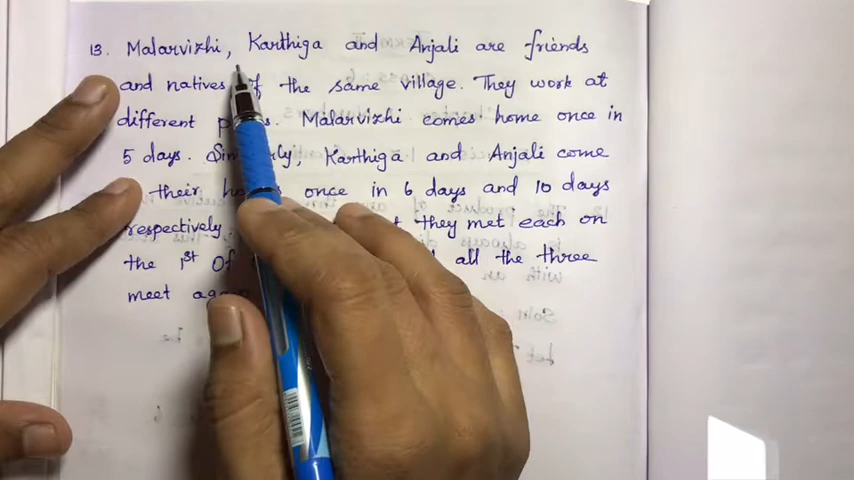 13. Malarvizhi, Karthiga and Anjali are friends
and natives of the same village. They work at
different Malarvizhi comes home once in
5 days. Karthiga and Anjali come
their once in 6 days and 10 days
respectively they met each on
the 1st Of all the three
meet